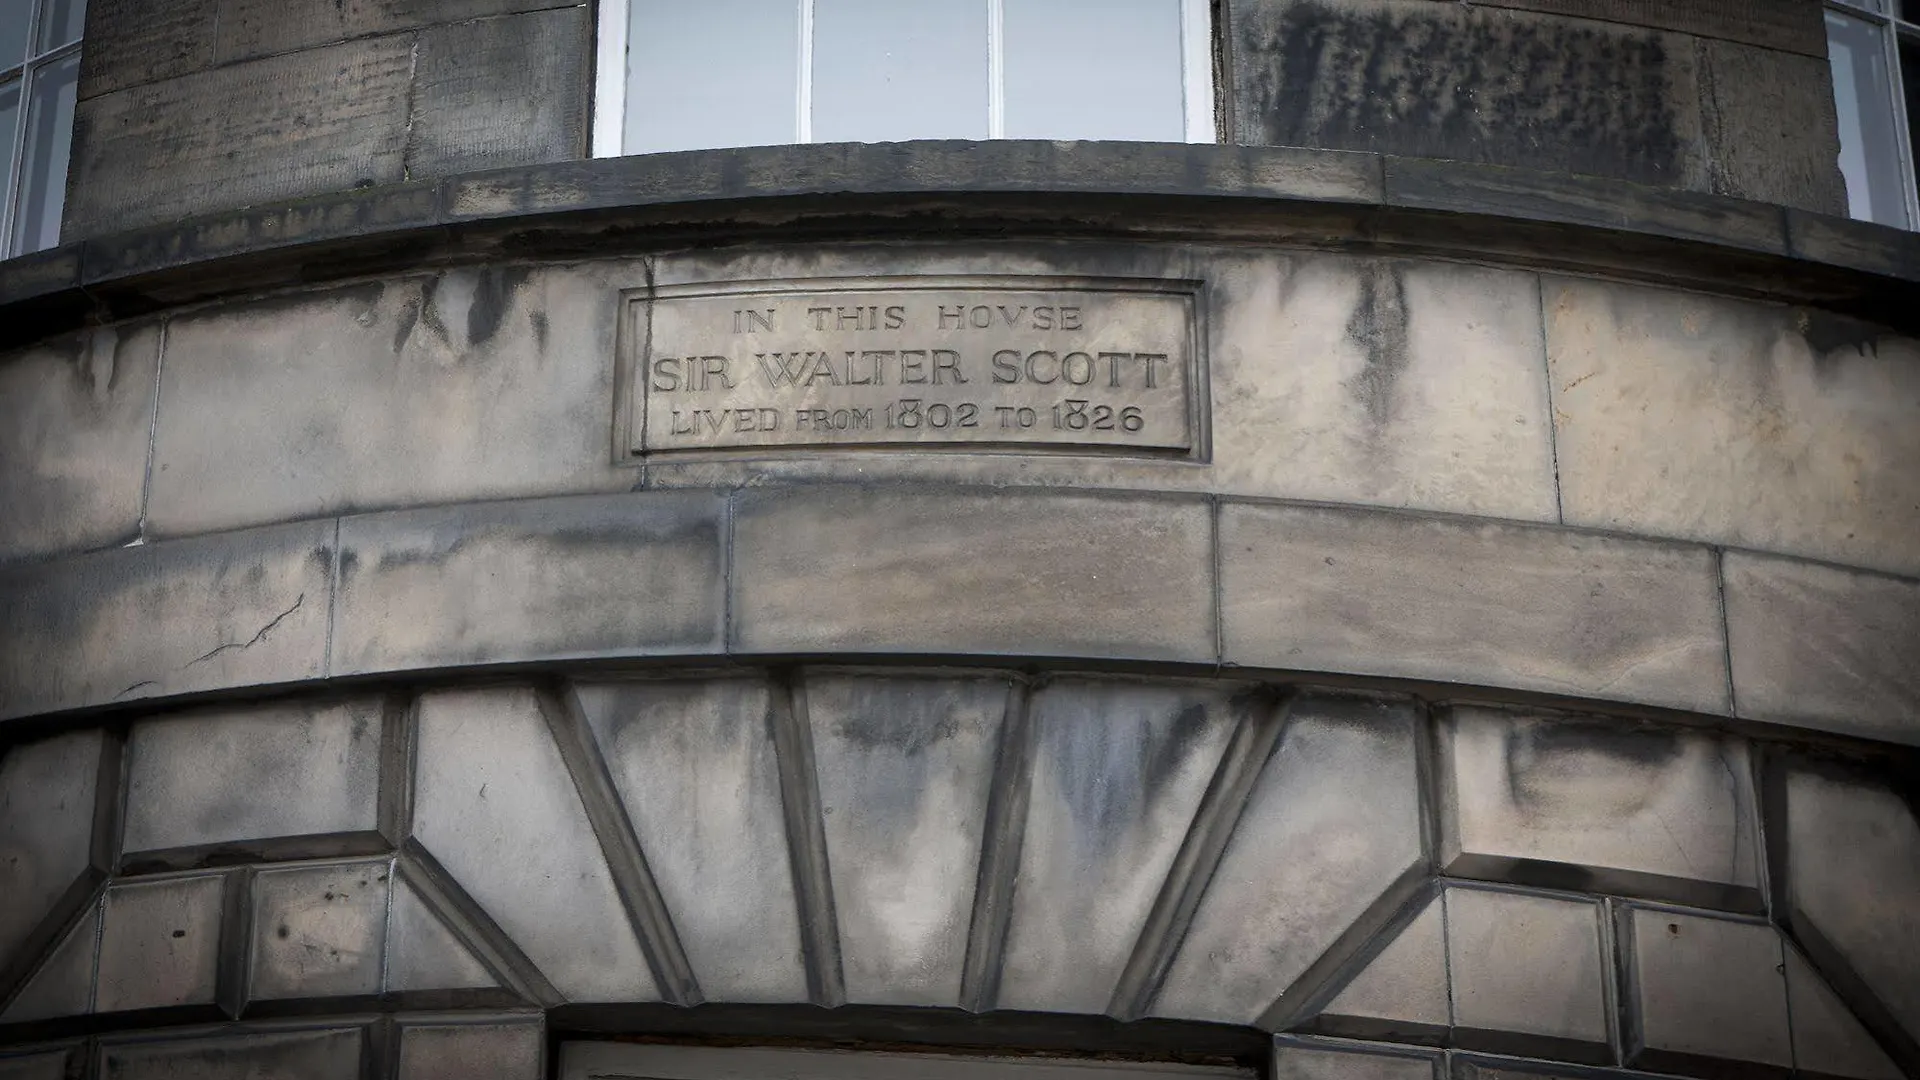 IN THIS HOVSE
SIR WALTER SCOTT
LIVED FROM 1802 TO 1826